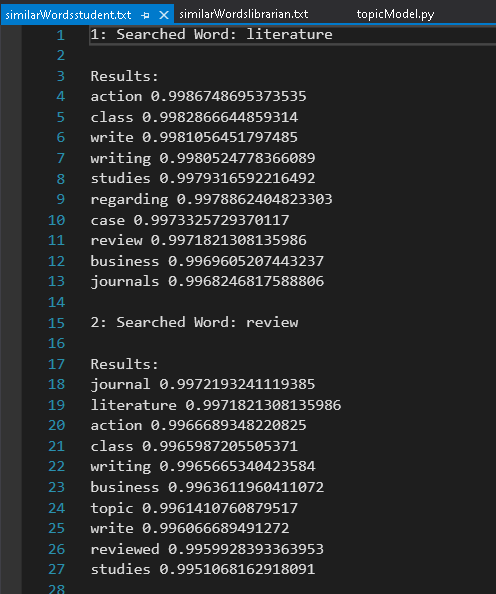 similarWordsstudent.txt similarWordslibrarian.txt topicModel.py
1 1: Searched Word: literature
2
3 Results:
4 action 0.9986748695373535
5 class 0.9982866644859314
6 write 0.9981056451797485
7 writing 0.9980524778366089
8 studies 0.9979316592216492
9 regarding 0.9978862404823303
10 case 0.9973325729370117
11 review 0.9971821308135986
12 business 0.9969605207443237
13 journals 0.9968246817588806
14
15 2: Searched Word: review
16
17 Results:
18 journal 0.9972193241119385
19 literature 0.9971821308135986
20 action 0.9966689348220825
21 class 0.9965987205505371
22 writing 0.9965665340423584
23 business 0.9963611960411072
24 topic 0.9961410760879517
25 write 0.996066689491272
26 reviewed 0.9959928393363953
27 studies 0.9951068162918091
28